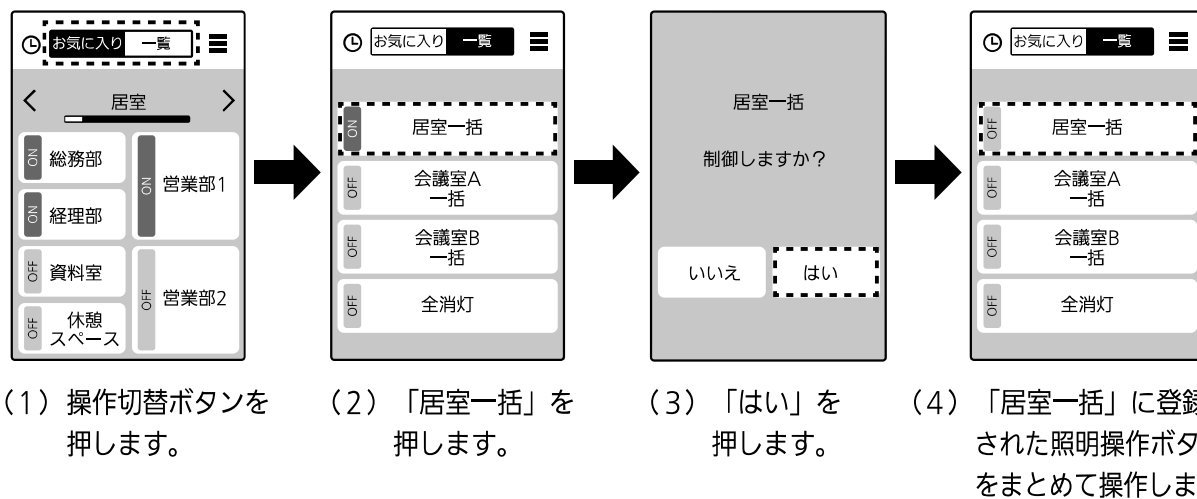 お気に入り 一覧
居室
ON 総務部
ON 営業部1
ON 経理部
OFF 資料室
OFF 営業部2
OFF 休憩
スペース
(1) 操作切替ボタンを
押します。
お気に入り 一覧
ON 居室一括
OFF 会議室A
一括
OFF 会議室B
一括
OFF 全消灯
(2) 「居室一括」を
押します。
居室一括
制御しますか?
いいえ はい
(3) 「はい」を
押します。
お気に入り 一覧
OFF 居室一括
OFF 会議室A
一括
OFF 会議室B
一括
OFF 全消灯
(4) 「居室一括」に登録
された照明操作ボタ
をまとめて操作しま